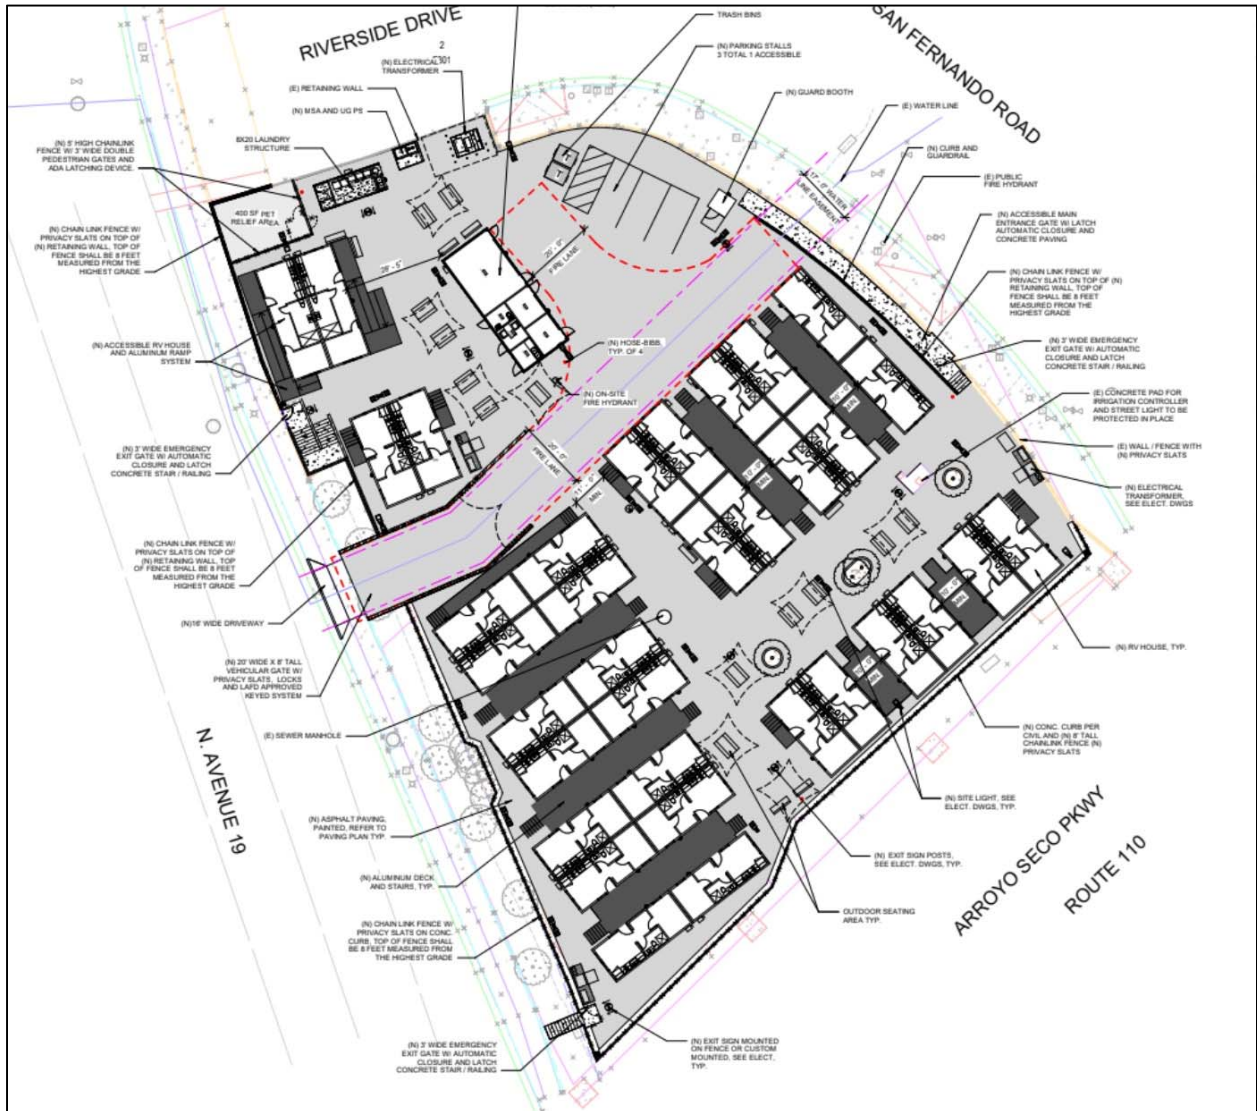 RIVERSIDE DRIVE
SAN FERNANDO ROAD
2
(N) ELECTRICAL
TRANSFORMER
(E) RETAINING WALL
(N) MSA AND UG PS
8X20 LAUNDRY
STRUCTURE
(N) 5' HIGH CHAINLINK
FENCE W/ 3' WIDE DOUBLE
PEDESTRIAN GATES AND
ADA LATCHING DEVICE.
400 SF PET
RELIEF AREA.
(N) CHAIN LINK FENCE W/
PRIVACY SLATS ON TOP OF
(N) RETAINING WALL, TOP OF
FENCE SHALL BE 8 FEET
MEASURED FROM THE
HIGHEST GRADE
(N) ACCESSIBLE RV HOUSE
AND ALUMINUM RAMP
SYSTEM
(N) 3' WIDE EMERGENCY
EXIT GATE W/ AUTOMATIC
CLOSURE AND LATCH
CONCRETE STAIR / RAILING
(N) CHAIN LINK FENCE W/
PRIVACY SLATS ON TOP OF
(N) RETAINING WALL, TOP
OF FENCE SHALL BE 8 FEET
MEASURED FROM THE
HIGHEST GRADE
(N)16' WIDE DRIVEWAY
(N) 20' WIDE X 8' TALL
VEHICULAR GATE W/
PRIVACY SLATS, LOCKS
AND LAFD APPROVED
KEYED SYSTEM
(E) SEWER MANHOLE
N. AVENUE 19
(N) ASPHALT PAVING,
PAINTED, REFER TO
PAVING PLAN TYP.
(N) ALUMINUM DECK
AND STAIRS, TYP.
(N) CHAIN LINK FENCE W/
PRIVACY SLATS ON CONC.
CURB, TOP OF FENCE SHALL
BE 8 FEET MEASURED FROM
THE HIGHEST GRADE
(N) 3' WIDE EMERGENCY
EXIT GATE W/ AUTOMATIC
CLOSURE AND LATCH
CONCRETE STAIR / RAILING
TRASH BINS
(N) PARKING STALLS
3 TOTAL 1 ACCESSIBLE
(N) GUARD BOOTH
(E) WATER LINE
17'- 0" WATER
LINE EASEMENT
(N) CURB AND
GUARDRAIL
(E) PUBLIC
FIRE HYDRANT
(N) ACCESSIBLE MAIN
ENTRANCE GATE W/ LATCH
AUTOMATIC CLOSURE AND
CONCRETE PAVING
(N) CHAIN LINK FENCE W/
PRIVACY SLATS ON TOP OF (N)
RETAINING WALL, TOP OF
FENCE SHALL BE 8 FEET
MEASURED FROM THE
HIGHEST GRADE
(N) 3' WIDE EMERGENCY
EXIT GATE W/ AUTOMATIC
CLOSURE AND LATCH
CONCRETE STAIR / RAILING
(E) CONCRETE PAD FOR
IRRIGATION CONTROLLER
AND STREET LIGHT TO BE
PROTECTED IN PLACE
(E) WALL / FENCE WITH
(N) PRIVACY SLATS
(N) ELECTRICAL
TRANSFORMER,
SEE ELECT. DWGS
T
T
20' - 0"
FIRE LANE
(N) HOSE-BIBB,
TYP. OF 4
(N) ON-SITE
FIRE HYDRANT
20' - 0"
FIRE LANE
11' - 0"
MIN
10'- 0"
MIN
(N) RV HOUSE, TYP.
(N) CONC. CURB PER
CIVIL AND (N) 8' TALL
CHAINLINK FENCE (N)
PRIVACY SLATS
(N) SITE LIGHT, SEE
ELECT. DWGS, TYP.
(N) EXIT SIGN POSTS,
SEE ELECT. DWGS, TYP.
OUTDOOR SEATING
AREA TYP.
(N) EXIT SIGN MOUNTED
ON FENCE OR CUSTOM
MOUNTED, SEE ELECT,
TYP.
ARROYO SECO PKWY
ROUTE 110